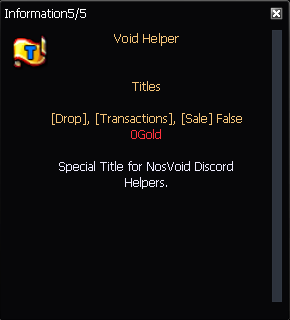 Information5/5
T
Void Helper
Titles
[Drop], [Transactions], [Sale] False
0Gold
Special Title for NosVoid Discord
Helpers.